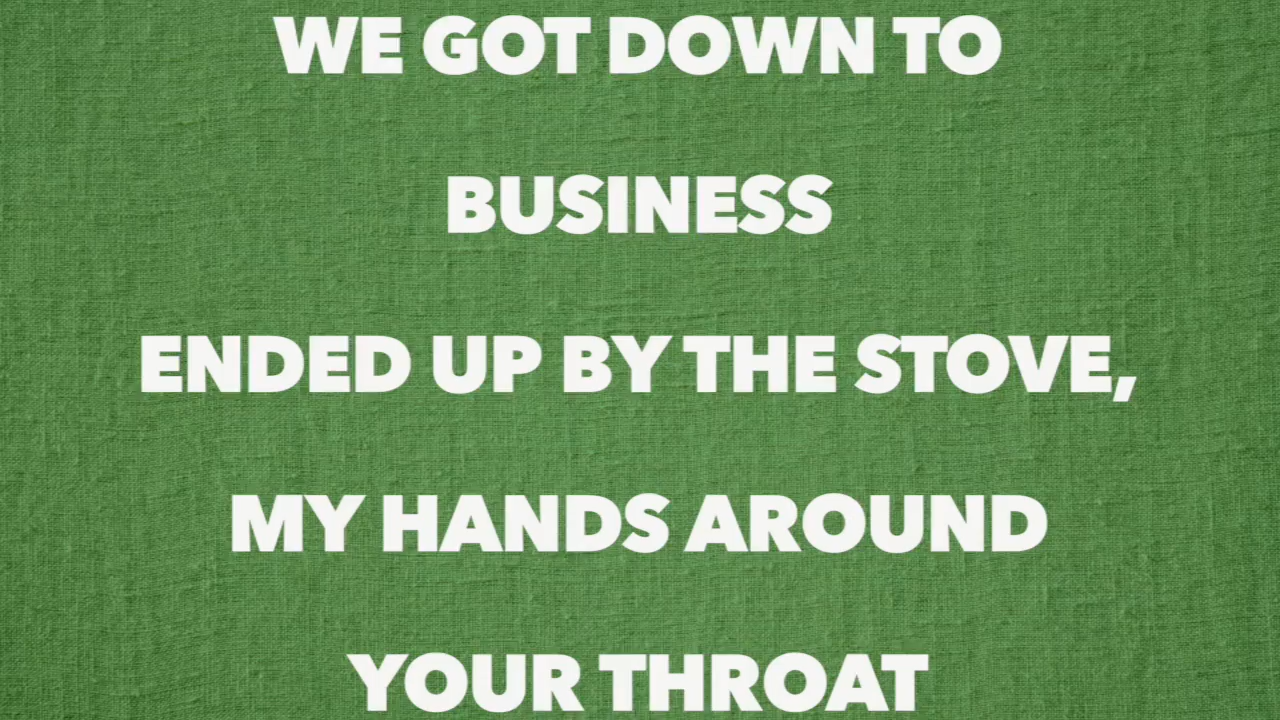 WE GOT DOWN TO
BUSINESS
ENDED UP BY THE STOVE,
MY HANDS AROUND
YOUR THROAT